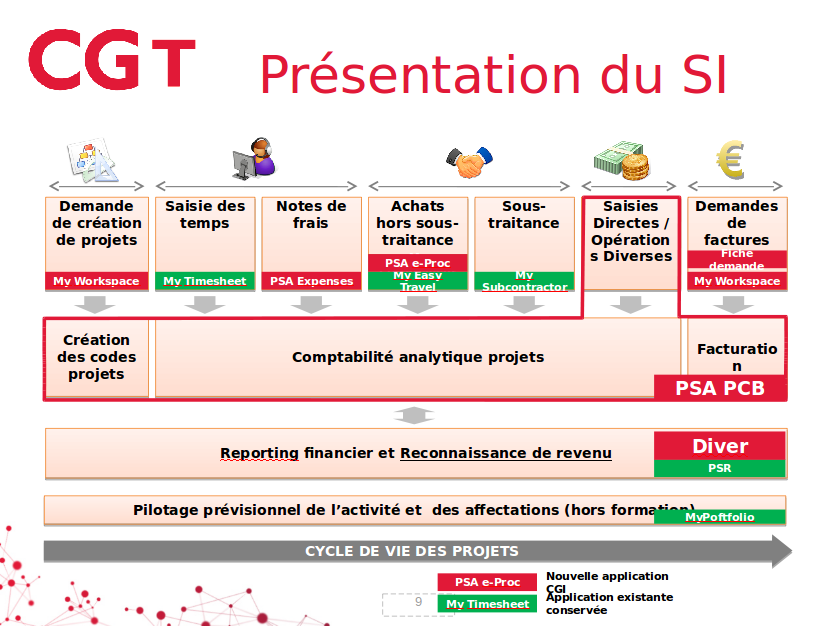 CGT
Présentation du SI
Demande
de création
de projets
My Workspace
Saisie des
temps
My Timesheet
Notes de
frais
PSA Expenses
Achats
hors sous-
traitance
PSA e-Proc
My Easy
Travel
Sous-
traitance
My
Subcontractor
Saisies
Directes /
Opération
s Diverses
Demandes
de
factures
Fiche
demande
My Workspace
Création
des codes
projets
Comptabilité analytique projets
Facturatio
n
PSA PCB
Reporting financier et Reconnaissance de revenu
Diver
PSR
Pilotage prévisionnel de l’activité et  des affectations (hors formation)
MyPoftfolio
CYCLE DE VIE DES PROJETS
PSA e-Proc
Nouvelle application
CGI
9
My Timesheet
Application existante
conservée